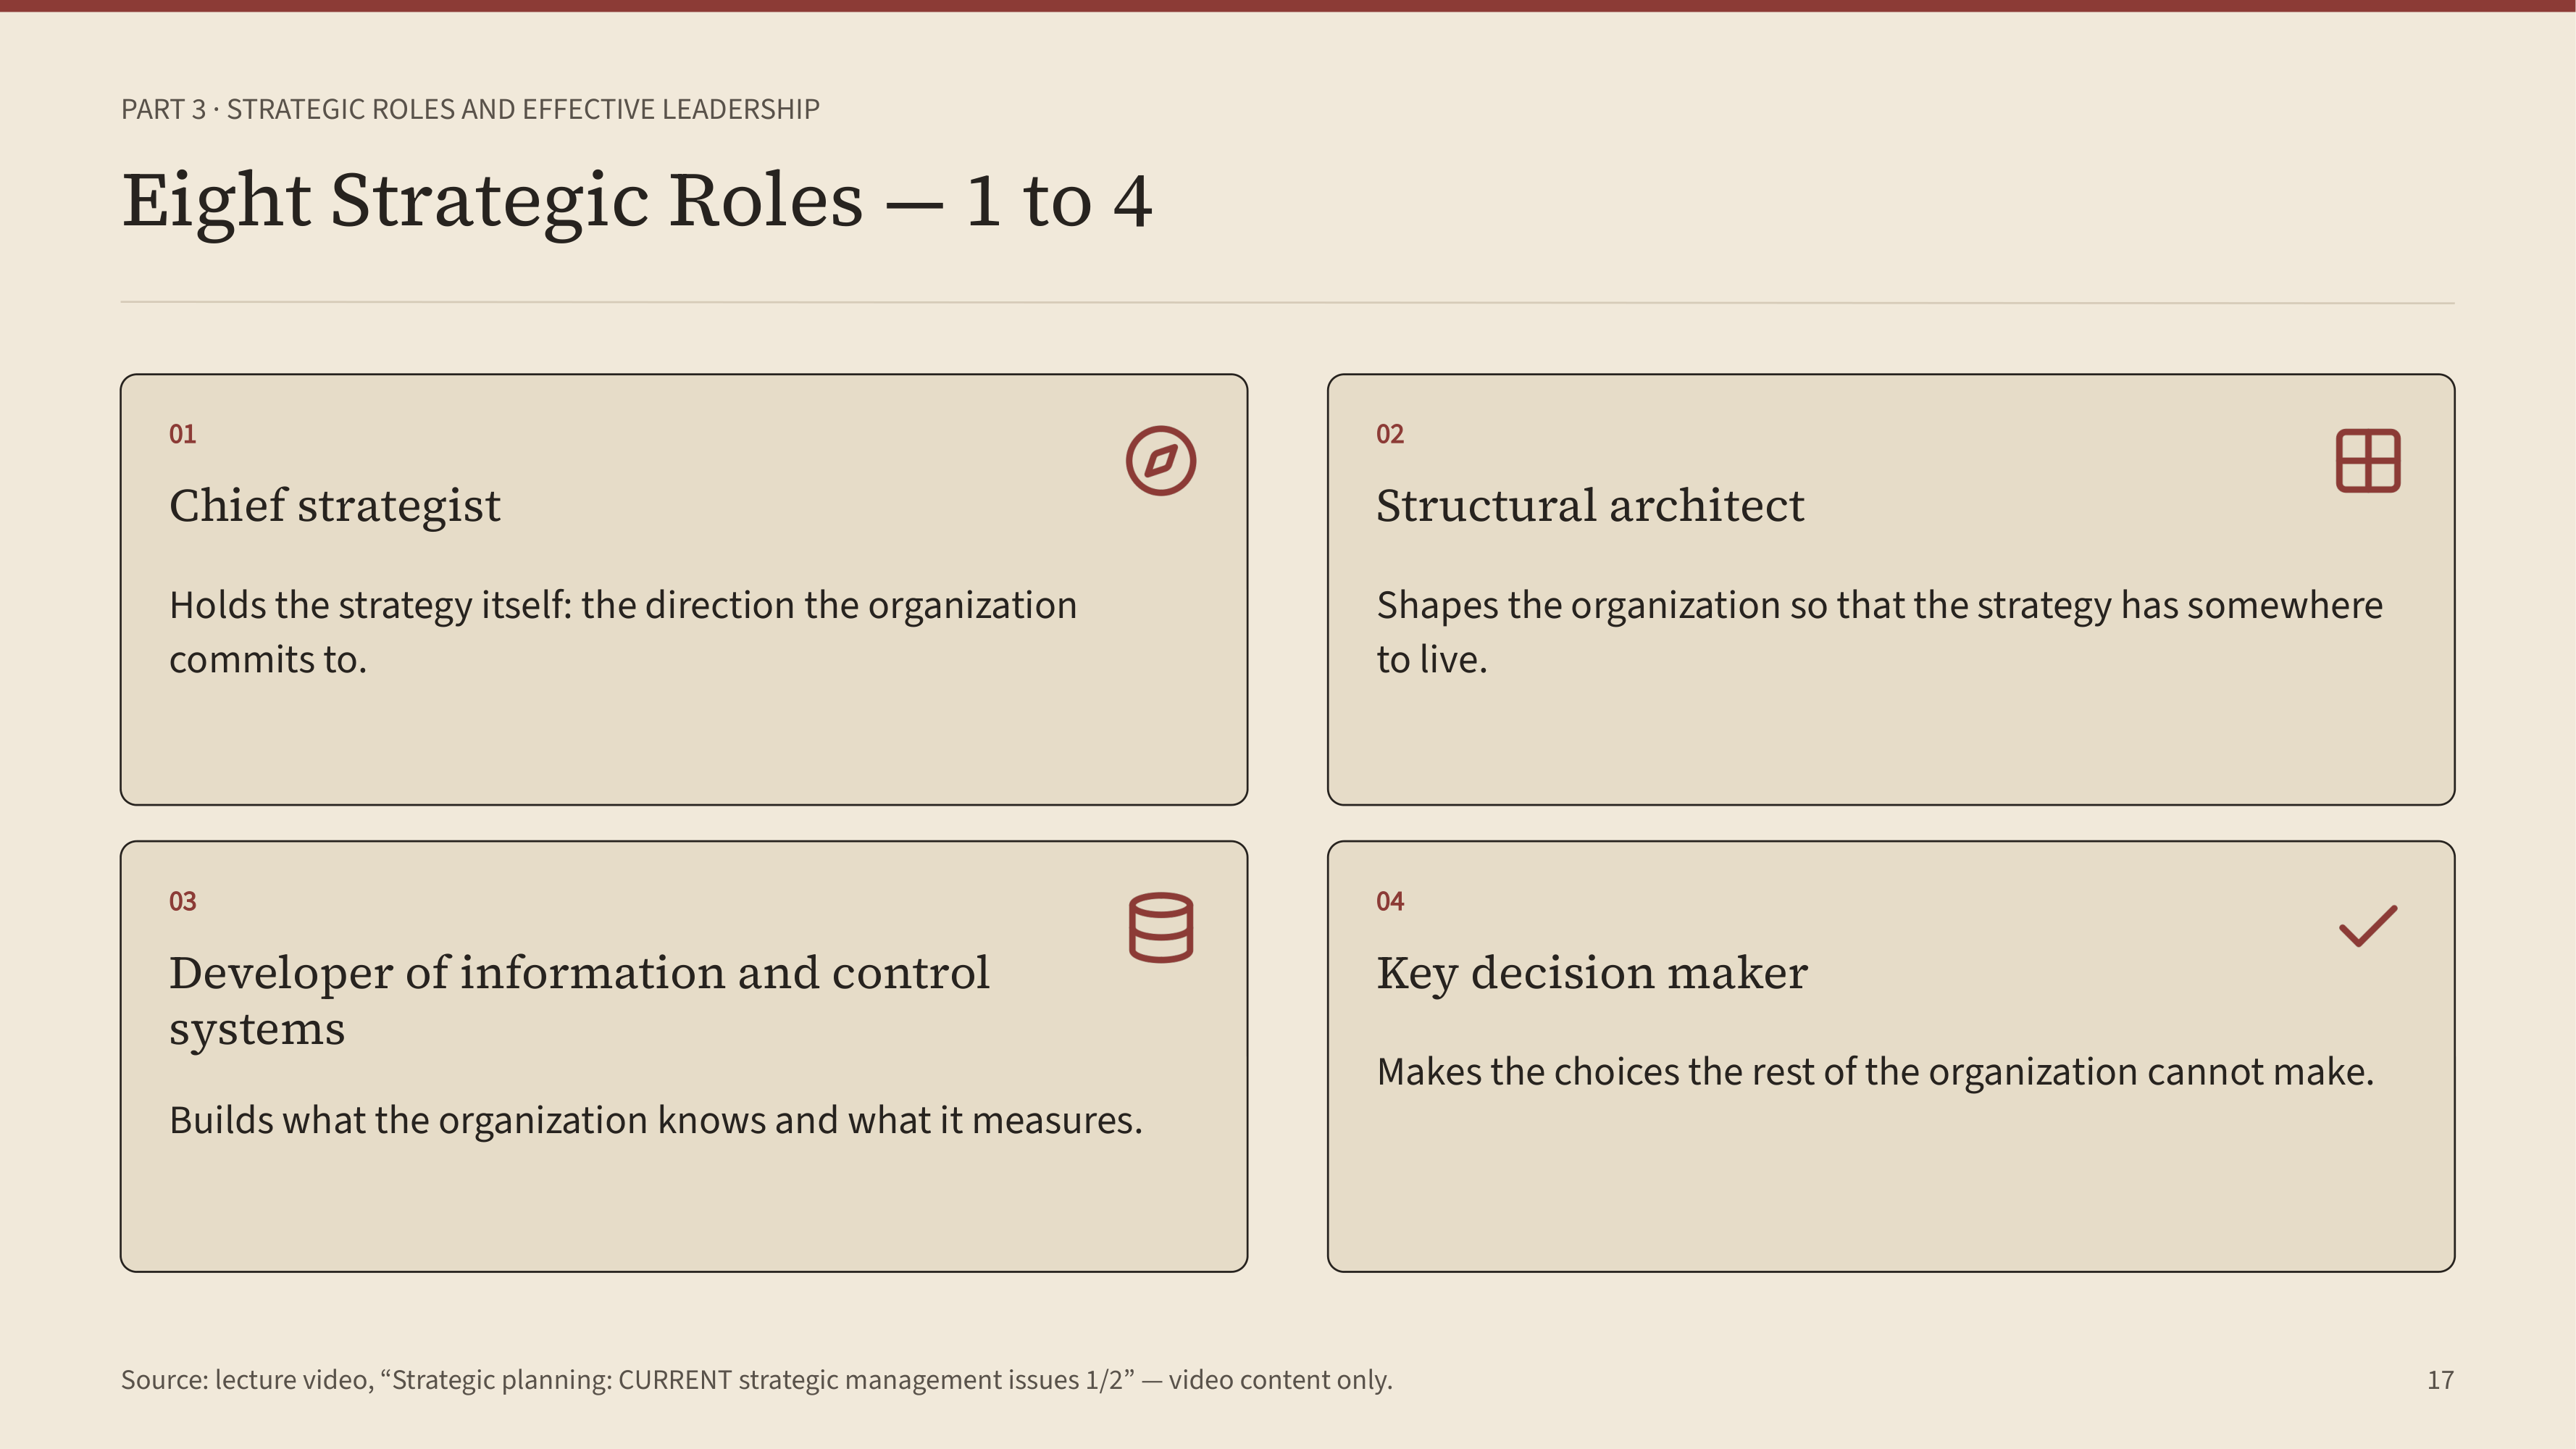 PART 3 · STRATEGIC ROLES AND EFFECTIVE LEADERSHIP
Eight Strategic Roles — 1 to 4
01
Chief strategist
Holds the strategy itself: the direction the organization
commits to.
02
Structural architect
Shapes the organization so that the strategy has somewhere
to live.
03
Developer of information and control
systems
Builds what the organization knows and what it measures.
04
Key decision maker
Makes the choices the rest of the organization cannot make.
Source: lecture video, “Strategic planning: CURRENT strategic management issues 1/2” — video content only.
17